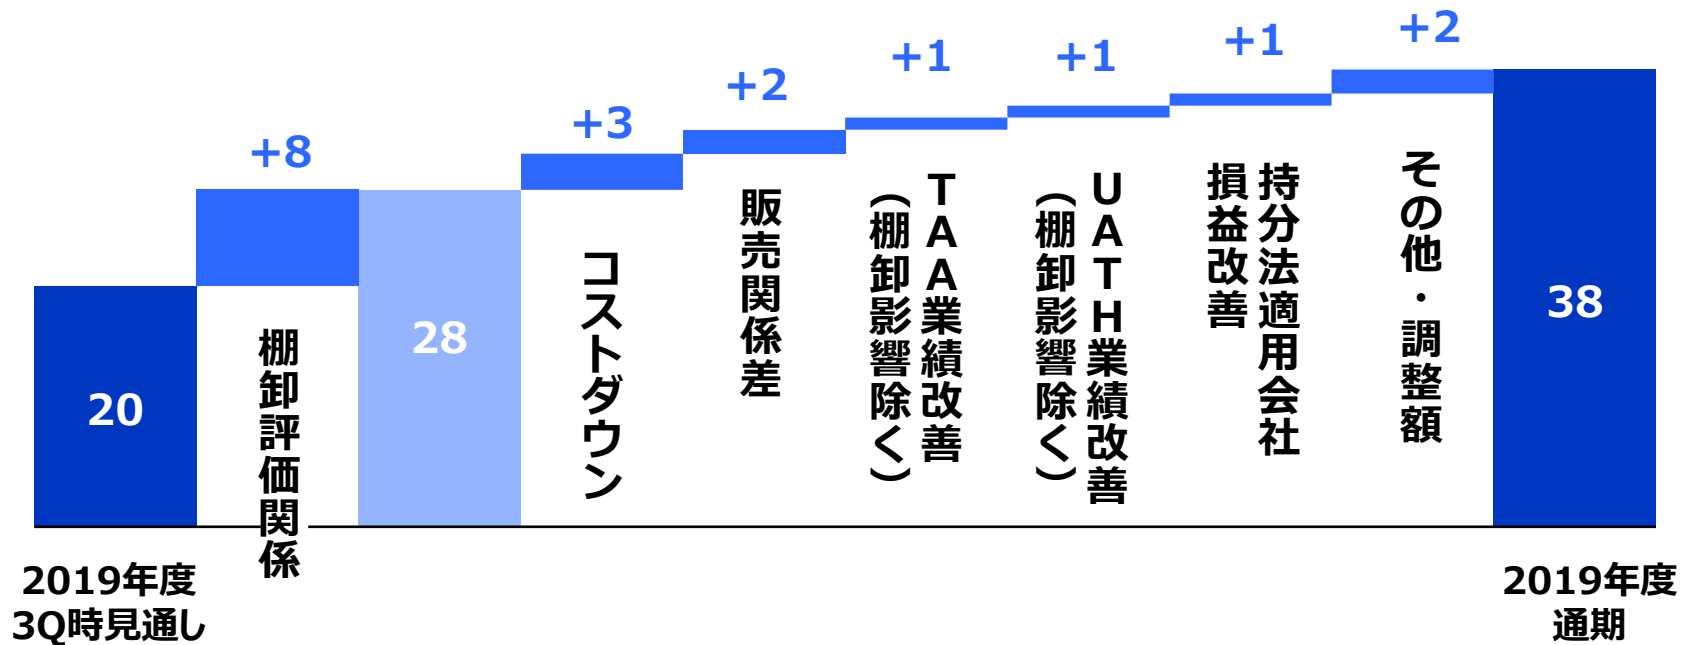 20
2019年度
3Q時見通し
+8
棚卸評価関係
28
+3
コストダウン
+2
販売関係差
+1
TAA業績改善
(棚卸影響除く)
+1
UATH業績改善
(棚卸影響除く)
+1
持分法適用会社
損益改善
+2
その他・調整額
38
2019年度
通期